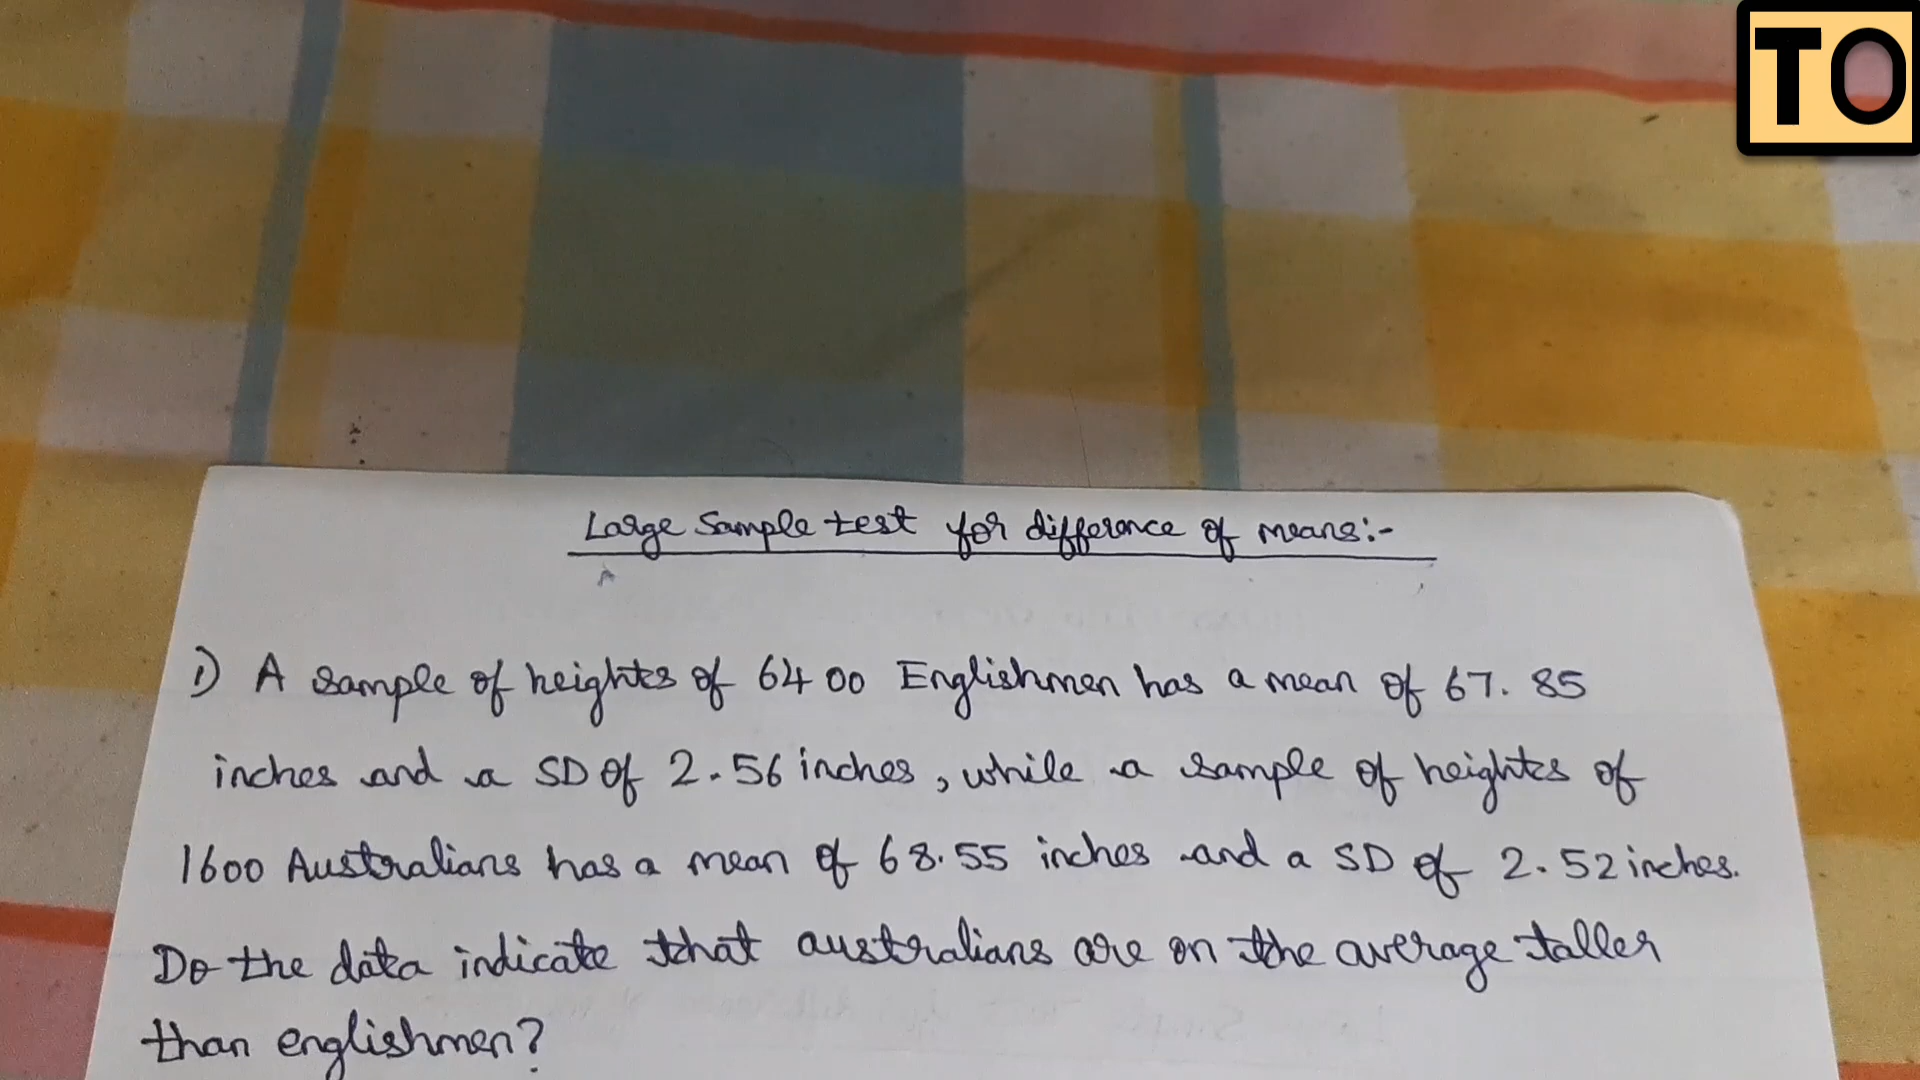 TO
Large Sample test for difference of means:-
1) A sample of heights of 6400 Englishmen has a mean of 67.85
inches and a SD of 2.56 inches, while a sample of heights of
1600 Australians has a mean of 68.55 inches and a SD of 2.52 inches.
Do the data indicate that australians are on the average taller
than englishmen?